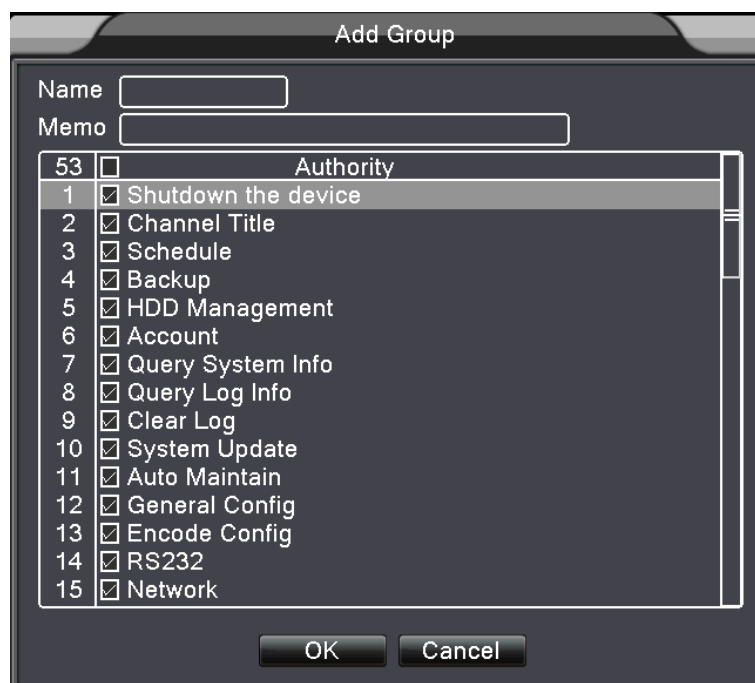 Add Group
Name
Memo
53 Authority
1 Shutdown the device
2 Channel Title
3 Schedule
4 Backup
5 HDD Management
6 Account
7 Query System Info
8 Query Log Info
9 Clear Log
10 System Update
11 Auto Maintain
12 General Config
13 Encode Config
14 RS232
15 Network
OK Cancel